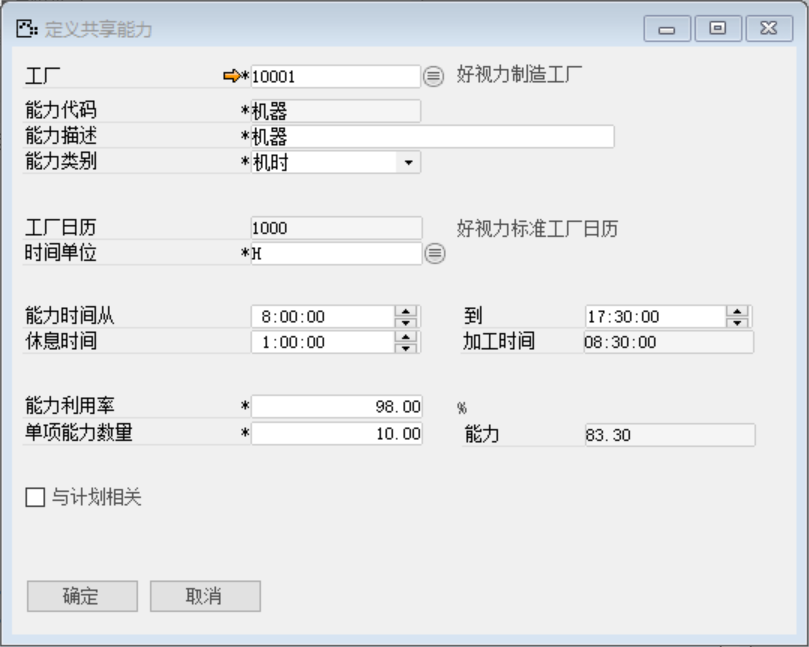 定义共享能力
工厂 *10001 好视力制造工厂
能力代码 *机器
能力描述 *机器
能力类别 *机时
工厂日历 1000 好视力标准工厂日历
时间单位 *H
能力时间从 8:00:00 到 17:30:00
休息时间 1:00:00 加工时间 08:30:00
能力利用率 * 98.00 %
单项能力数量 * 10.00 能力 83.30
与计划相关
确定 取消